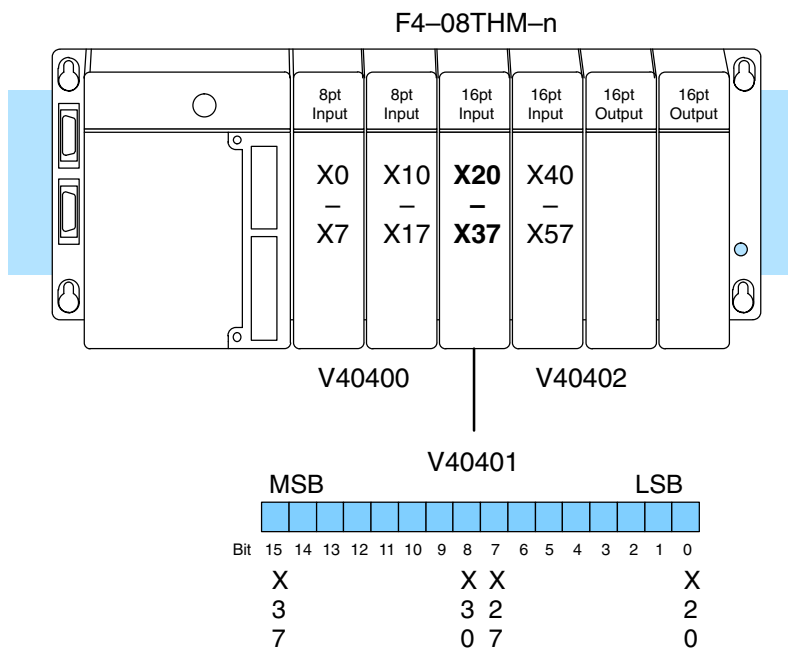 F4–08THM–n
8pt Input 8pt Input 16pt Input 16pt Input 16pt Output 16pt Output
X0 – X7 X10 – X17 X20 – X37 X40 – X57
V40400 V40402
V40401
MSB LSB
Bit 15 14 13 12 11 10 9 8 7 6 5 4 3 2 1 0
X X X X
3 3 2 2
7 0 7 0